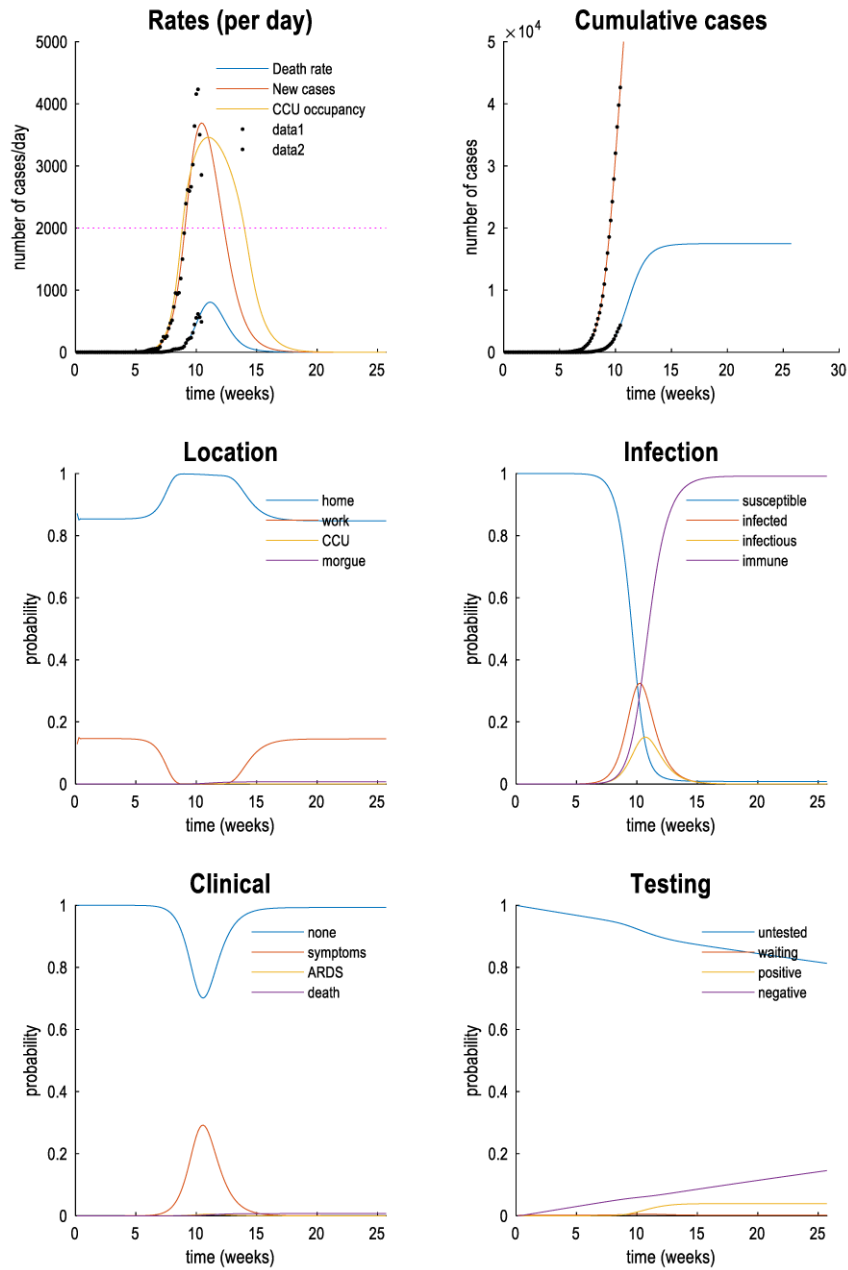 Rates (per day)
5000
4000
3000
2000
1000
0
number of cases/day
Death rate
New cases
CCU occupancy
data1
data2
0 5 10 15 20 25
time (weeks)
Cumulative cases
×10^4
5
4
3
2
1
0
number of cases
0 5 10 15 20 25 30
time (weeks)
Location
1
0.8
0.6
0.4
0.2
0
probability
home
work
CCU
morgue
0 5 10 15 20 25
time (weeks)
Infection
1
0.8
0.6
0.4
0.2
0
probability
susceptible
infected
infectious
immune
0 5 10 15 20 25
time (weeks)
Clinical
1
0.8
0.6
0.4
0.2
0
probability
none
symptoms
ARDS
death
0 5 10 15 20 25
time (weeks)
Testing
1
0.8
0.6
0.4
0.2
0
probability
untested
waiting
positive
negative
0 5 10 15 20 25
time (weeks)